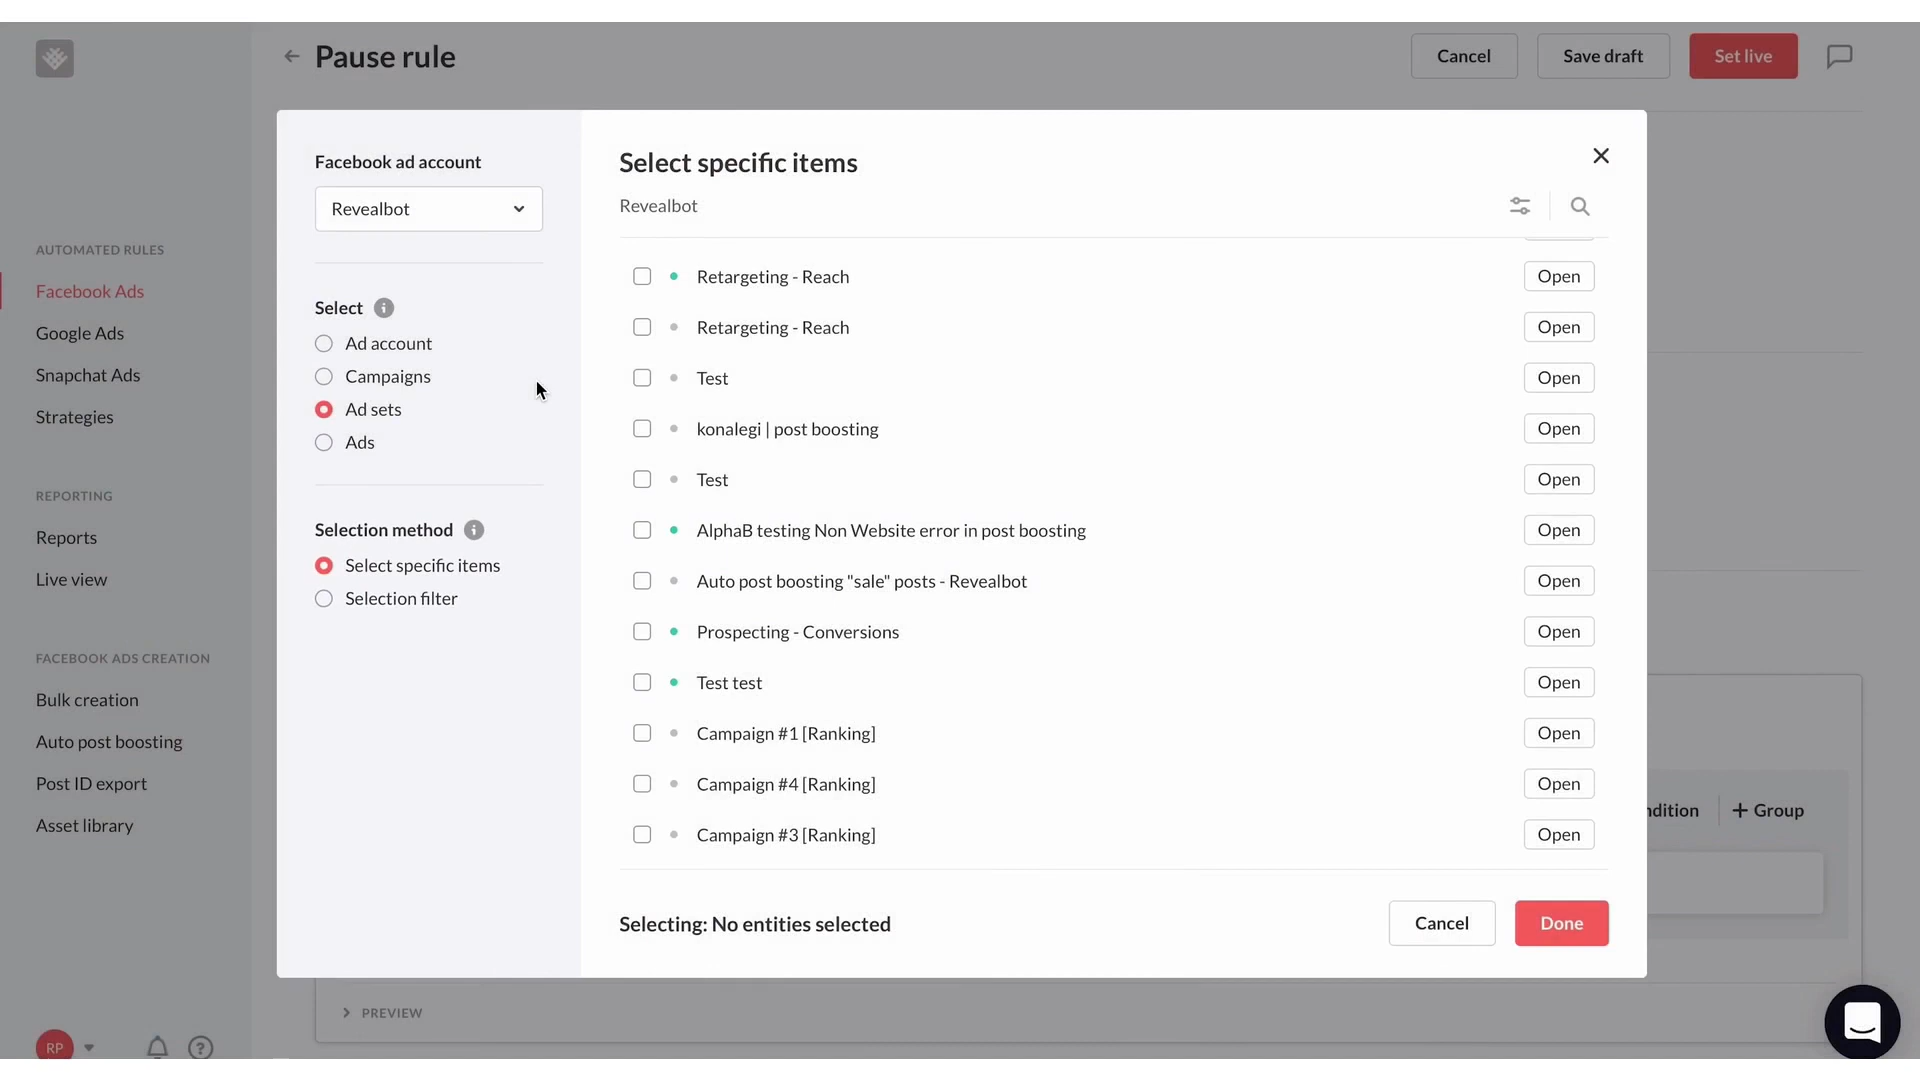 Pause rule
Cancel
Save draft
Set live
AUTOMATED RULES
Facebook Ads
Google Ads
Snapchat Ads
Strategies
REPORTING
Reports
Live view
FACEBOOK ADS CREATION
Bulk creation
Auto post boosting
Post ID export
Asset library
RP
Facebook ad account
Revealbot
Select
Ad account
Campaigns
Ad sets
Ads
Selection method
Select specific items
Selection filter
Select specific items
Revealbot
Retargeting - Reach Open
Retargeting - Reach Open
Test Open
konalegi | post boosting Open
Test Open
AlphaB testing Non Website error in post boosting Open
Auto post boosting "sale" posts - Revealbot Open
Prospecting - Conversions Open
Test test Open
Campaign #1 [Ranking] Open
Campaign #4 [Ranking] Open
Campaign #3 [Ranking] Open
Selecting: No entities selected
Cancel
Done
+ Group
PREVIEW